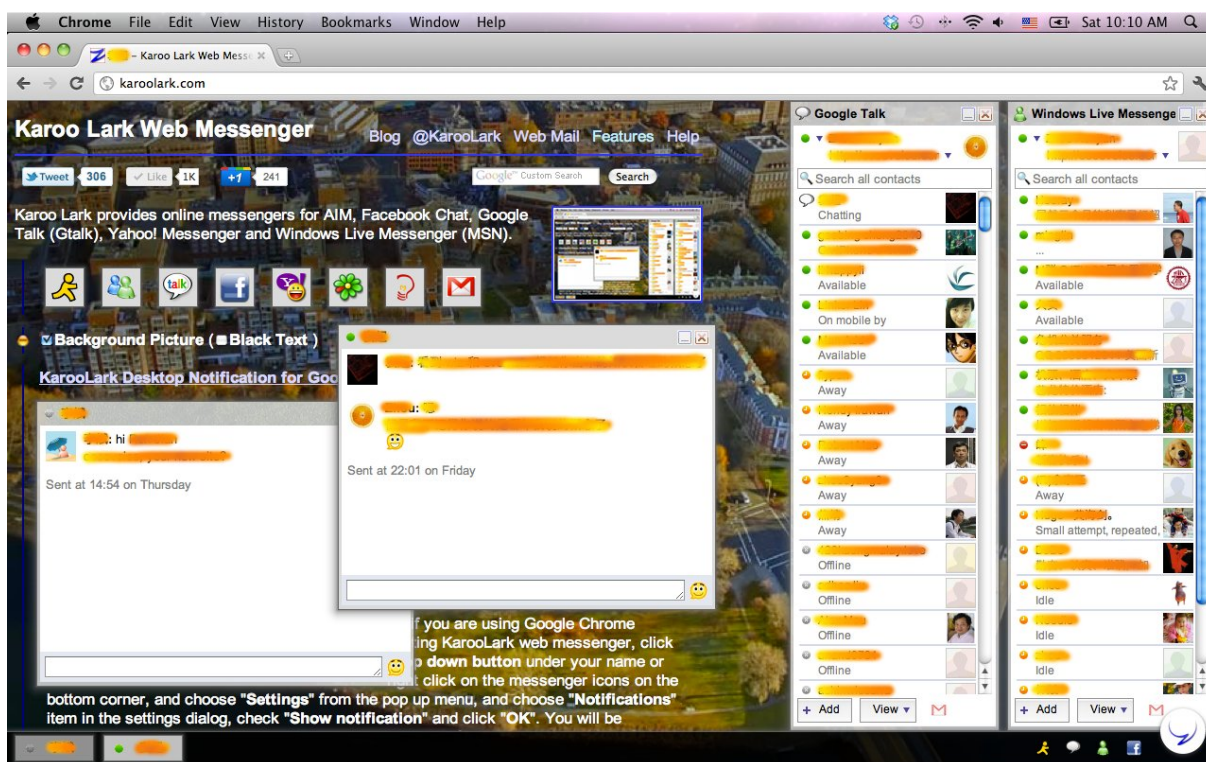 Chrome File Edit View History Bookmarks Window Help
Sat 10:10 AM
– Karoo Lark Web Messe
karoolark.com
Karoo Lark Web Messenger
Blog @KarooLark Web Mail Features Help
Tweet 306 Like 1K +1 241
Google™ Custom Search Search
Karoo Lark provides online messengers for AIM, Facebook Chat, Google
Talk (Gtalk), Yahoo! Messenger and Windows Live Messenger (MSN).
talk
Background Picture ( Black Text )
KarooLark Desktop Notification for Goo
: hi
Sent at 14:54 on Thursday
Sent at 22:01 on Friday
f you are using Google Chrome
ing KarooLark web messenger, click
down button under your name or
click on the messenger icons on the
bottom corner, and choose "Settings" from the pop up menu, and choose "Notifications"
item in the settings dialog, check "Show notification" and click "OK". You will be
Google Talk
Search all contacts
Chatting
Available
On mobile by
Available
Away
Away
Away
Away
Away
Offline
Offline
Offline
Offline
+ Add View
Windows Live Messenge
Search all contacts
...
Available
Away
Small attempt, repeated,
Idle
Idle
Idle
+ Add View